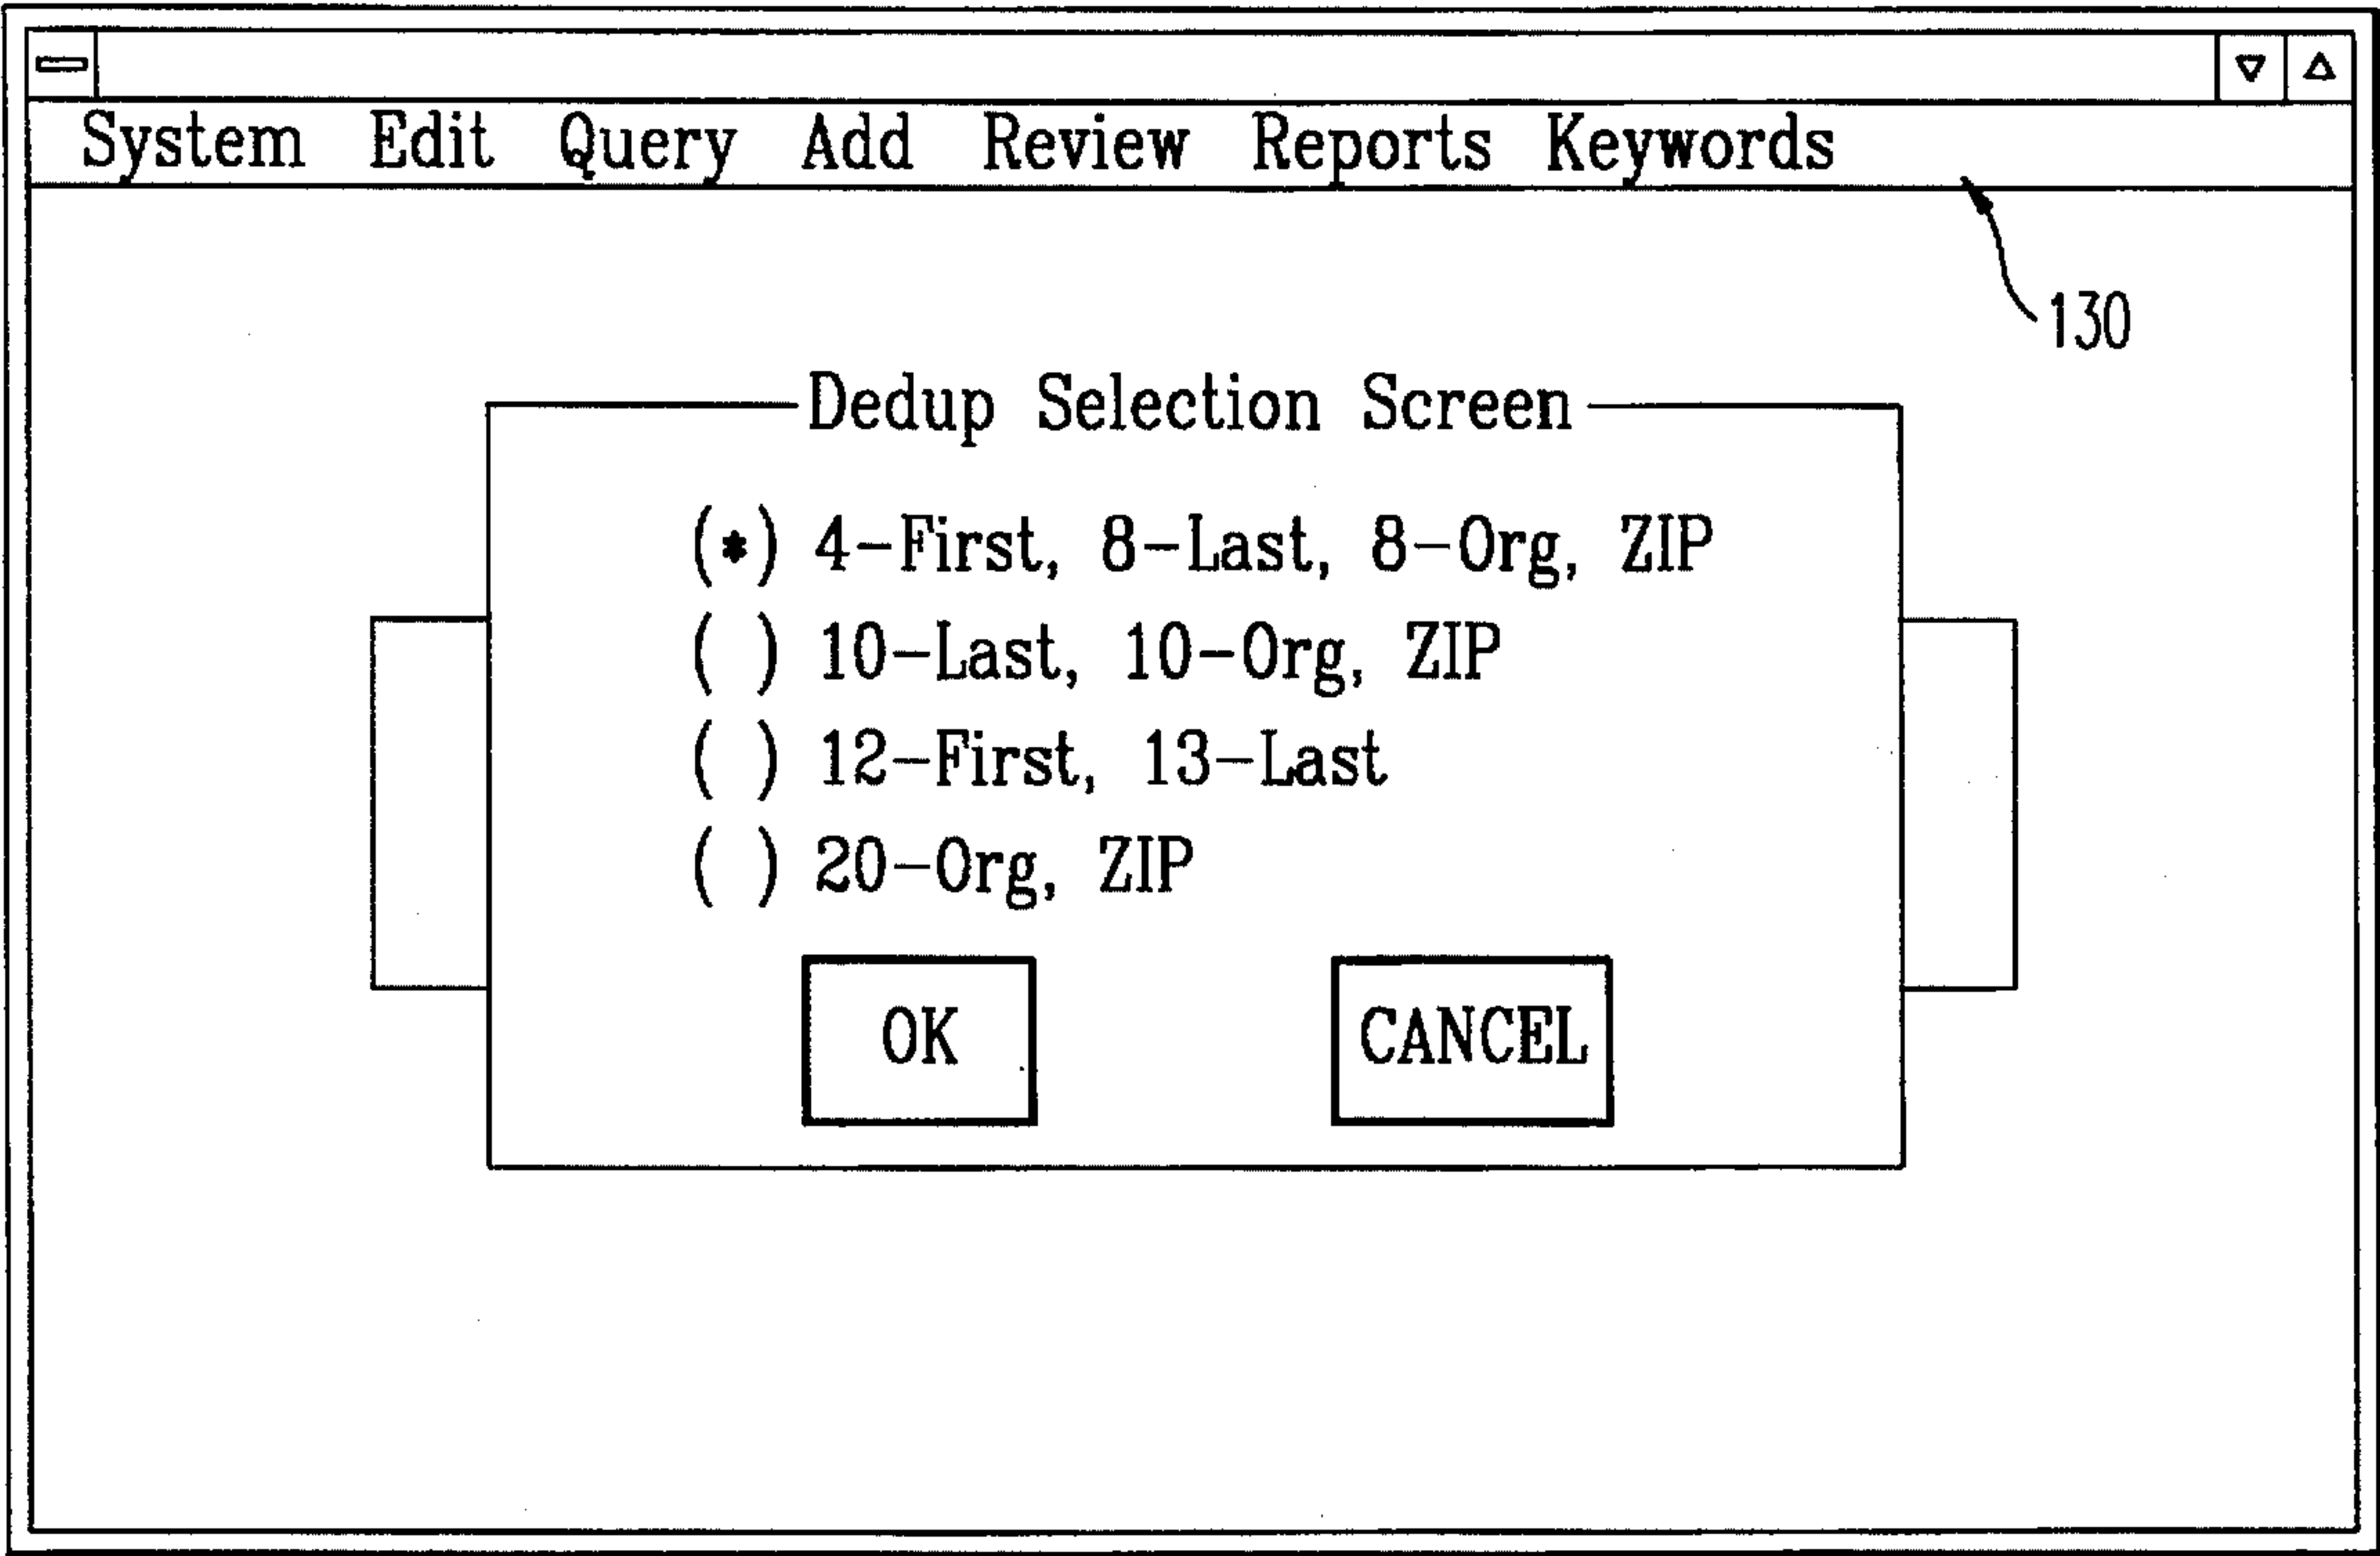 System Edit Query Add Review Reports Keywords
130
Dedup Selection Screen
(*) 4-First, 8-Last, 8-Org, ZIP
( ) 10-Last, 10-Org, ZIP
( ) 12-First, 13-Last
( ) 20-Org, ZIP
OK CANCEL